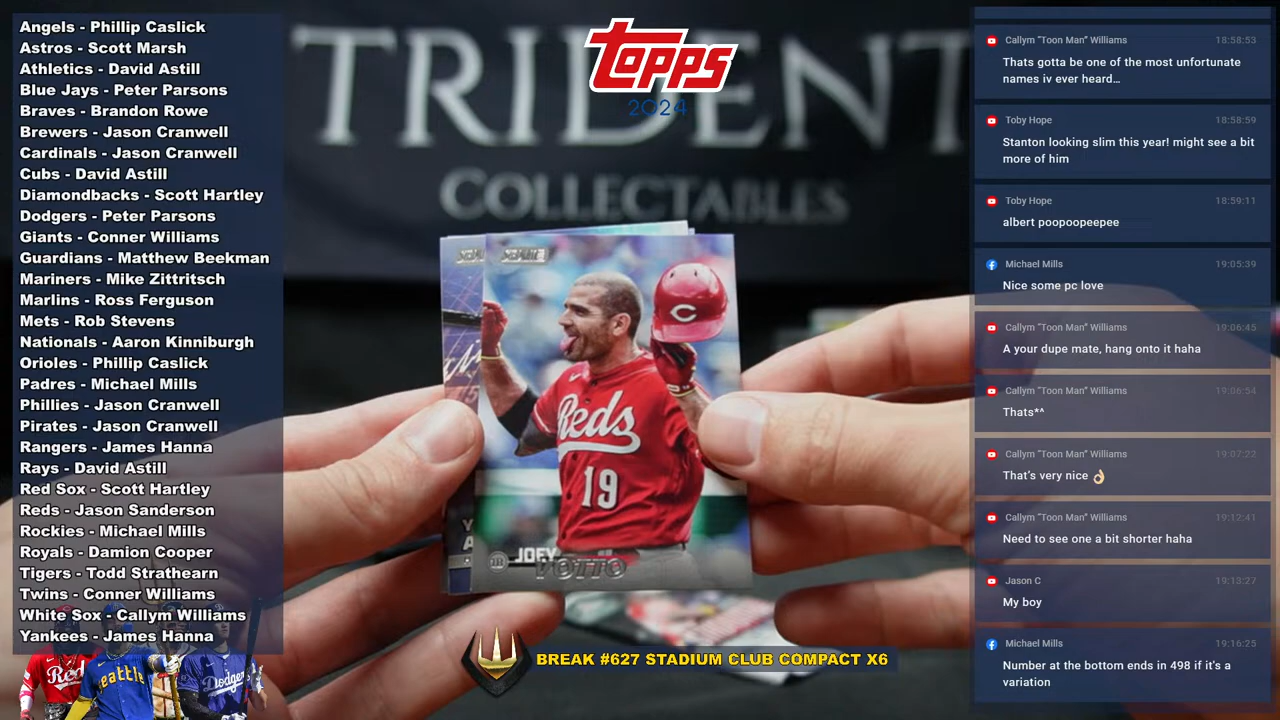 Angels - Phillip Caslick
Astros - Scott Marsh
Athletics - David Astill
Blue Jays - Peter Parsons
Braves - Brandon Rowe
Brewers - Jason Cranwell
Cardinals - Jason Cranwell
Cubs - David Astill
Diamondbacks - Scott Hartley
Dodgers - Peter Parsons
Giants - Conner Williams
Guardians - Matthew Beekman
Mariners - Mike Zittritsch
Marlins - Ross Ferguson
Mets - Rob Stevens
Nationals - Aaron Kinniburgh
Orioles - Phillip Caslick
Padres - Michael Mills
Phillies - Jason Cranwell
Pirates - Jason Cranwell
Rangers - James Hanna
Rays - David Astill
Red Sox - Scott Hartley
Reds - Jason Sanderson
Rockies - Michael Mills
Royals - Damion Cooper
Tigers - Todd Strathearn
Twins - Conner Williams
White Sox - Callym Williams
Yankees - James Hanna
Reds
Seattle
Dodgers
TRIDENT
COLLECTABLES
topps
2024
Reds
19
JOEY
VOTTO
BREAK #627 STADIUM CLUB COMPACT X6
Callym "Toon Man" Williams 18:58:53
Thats gotta be one of the most unfortunate
names iv ever heard...
Toby Hope 18:58:59
Stanton looking slim this year! might see a bit
more of him
Toby Hope 18:59:11
albert poopoopeepee
Michael Mills 19:05:39
Nice some pc love
Callym "Toon Man" Williams 19:06:45
A your dupe mate, hang onto it haha
Callym "Toon Man" Williams 19:06:54
Thats^^
Callym "Toon Man" Williams 19:07:22
That's very nice 👌🏼
Callym "Toon Man" Williams 19:12:41
Need to see one a bit shorter haha
Jason C 19:13:27
My boy
Michael Mills 19:16:25
Number at the bottom ends in 498 if it's a
variation